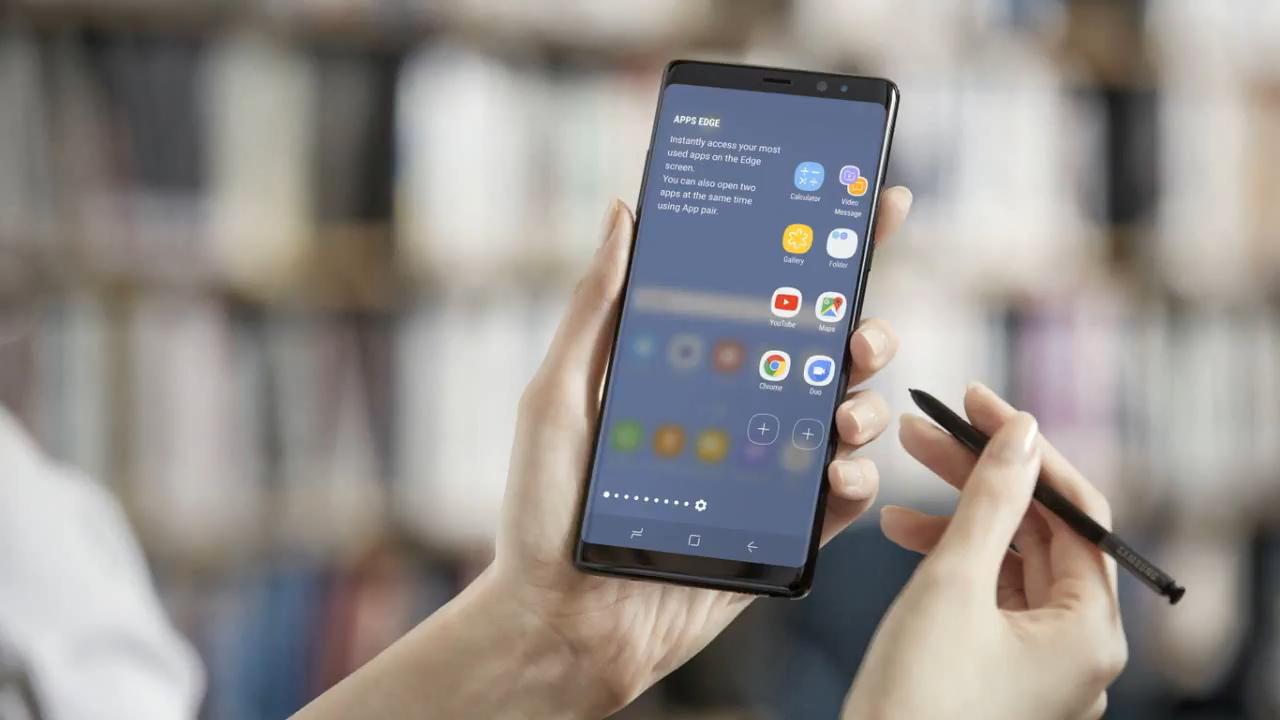 APPS EDGE
Instantly access your most
used apps on the Edge
screen.
You can also open two
apps at the same time
using App pair.
Calculator
Video
Message
Gallery
Folder
YouTube
Maps
Chrome
Duo
SAMSUNG